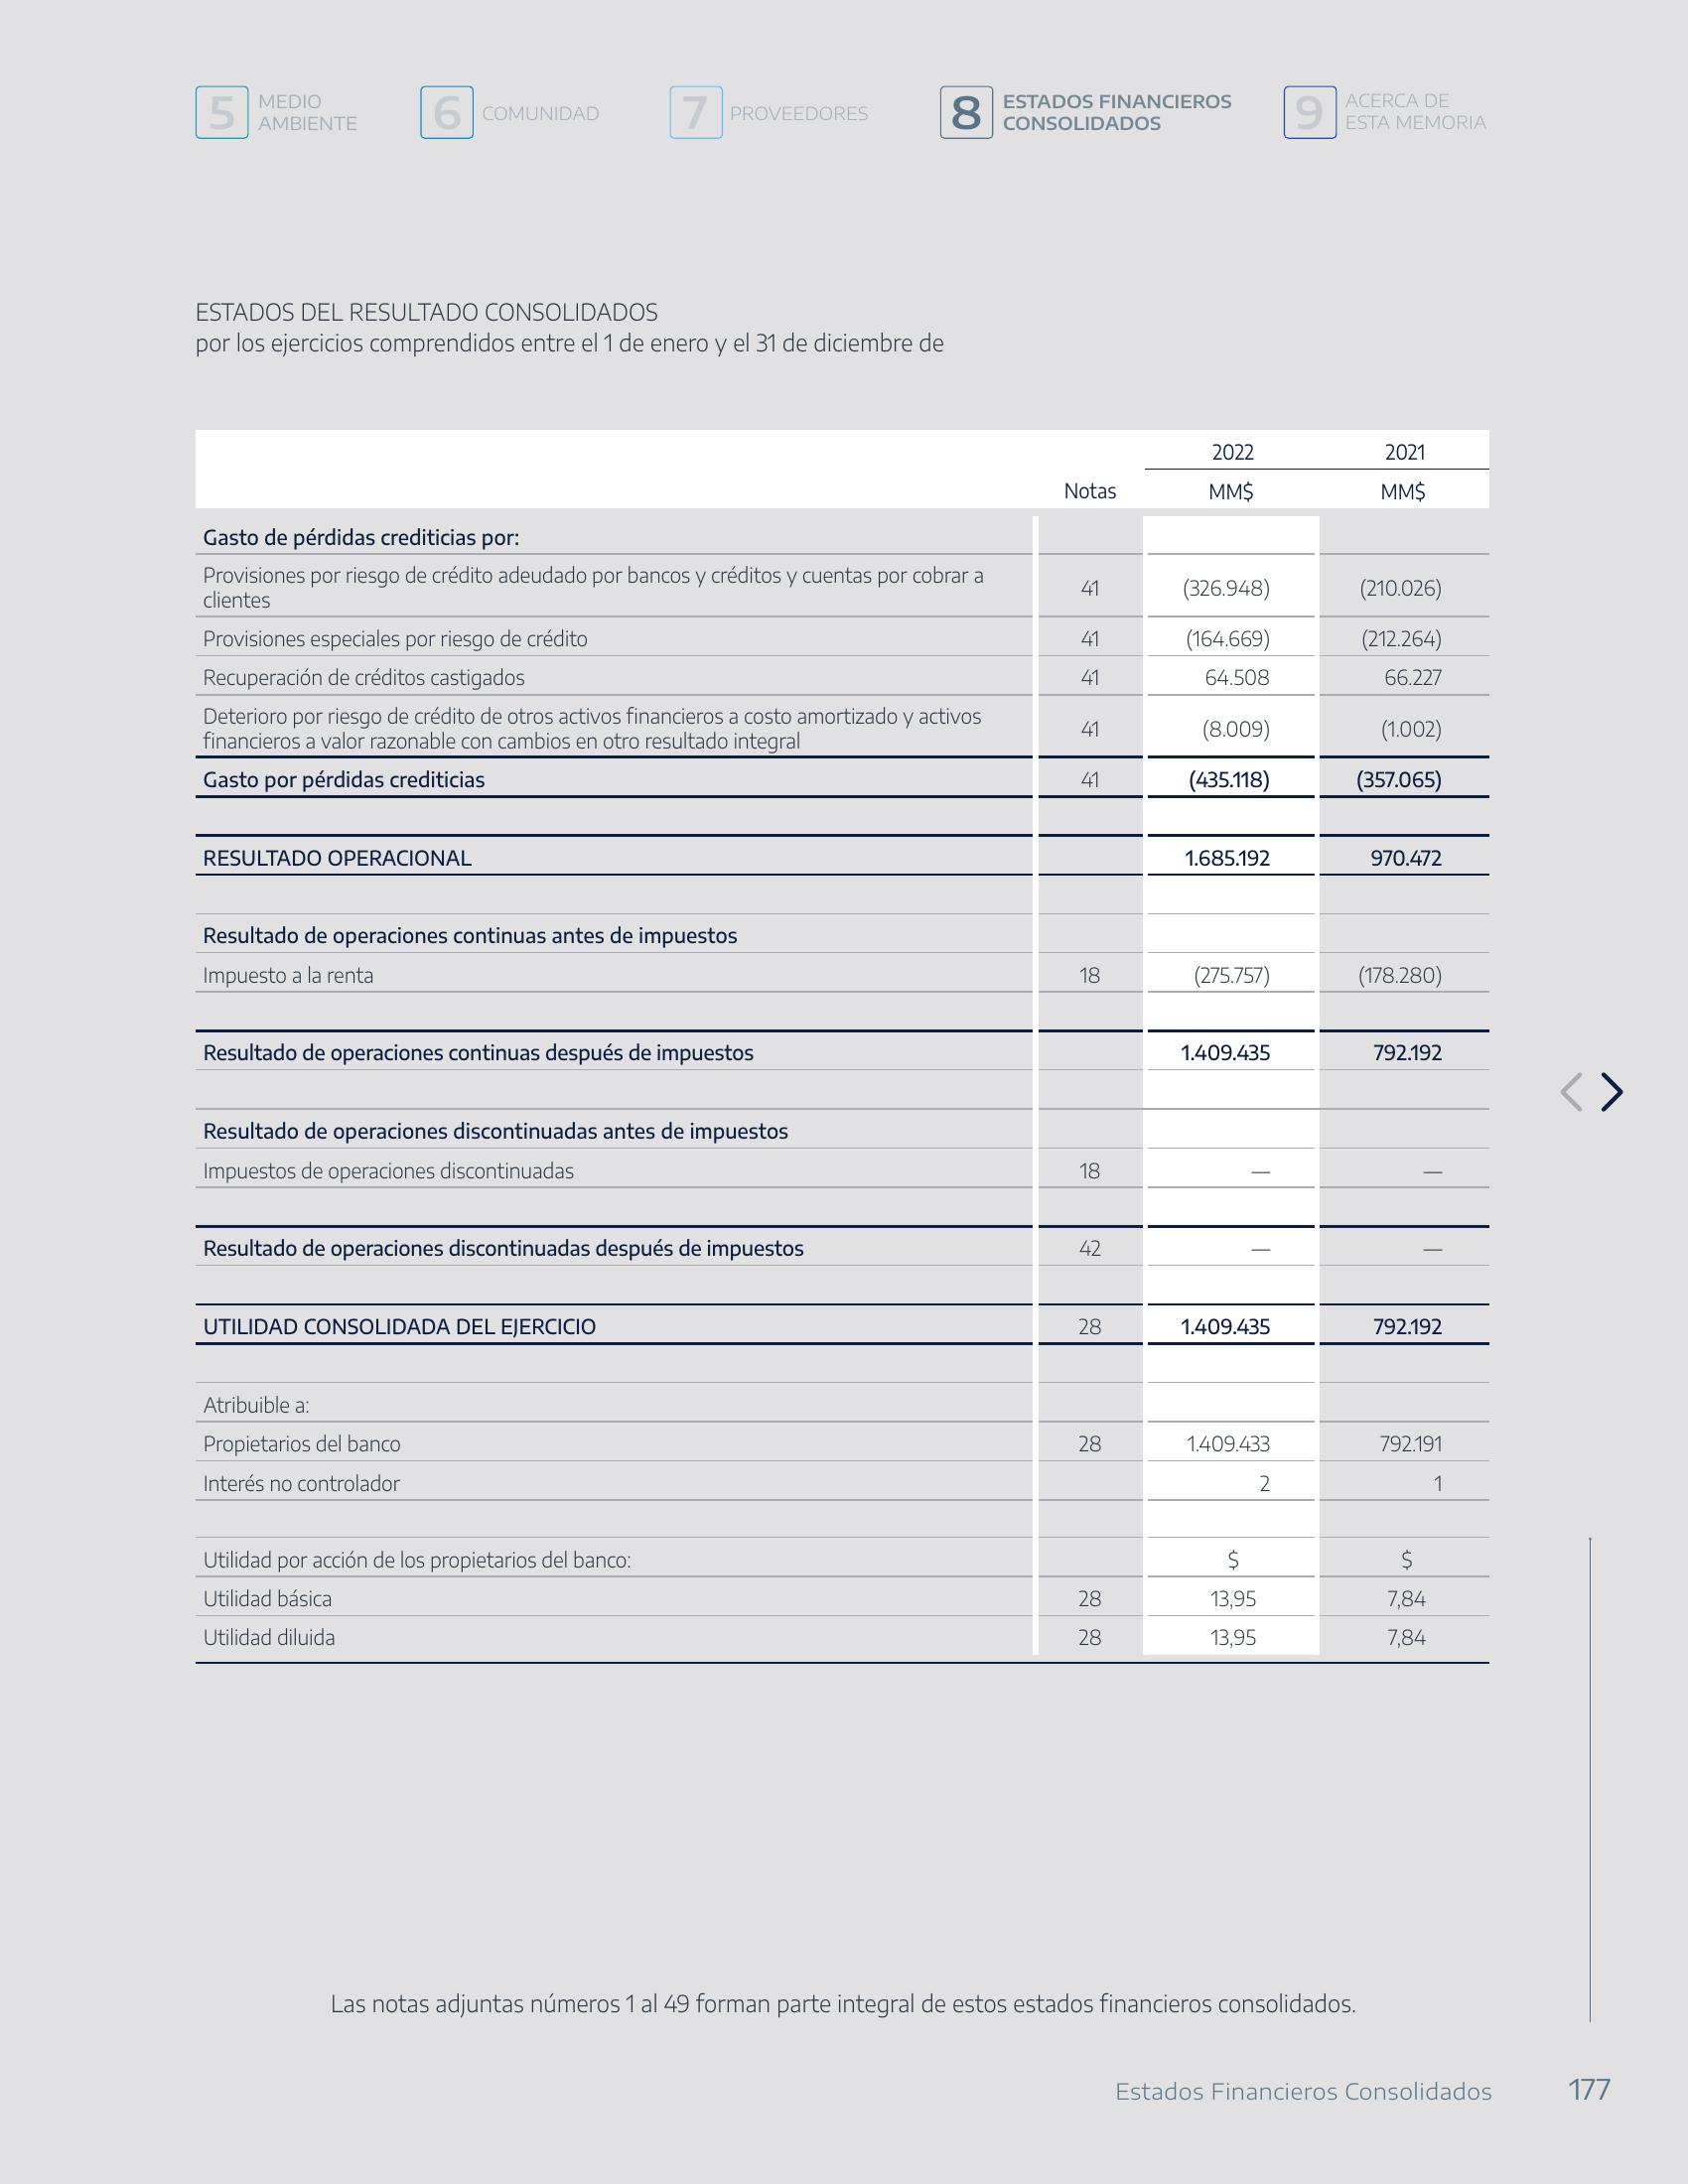 5 MEDIO AMBIENTE
6 COMUNIDAD
7 PROVEEDORES
8 ESTADOS FINANCIEROS CONSOLIDADOS
9 ACERCA DE ESTA MEMORIA
ESTADOS DEL RESULTADO CONSOLIDADOS
por los ejercicios comprendidos entre el 1 de enero y el 31 de diciembre de
2022 2021
Notas MM$ MM$
Gasto de pérdidas crediticias por:
Provisiones por riesgo de crédito adeudado por bancos y créditos y cuentas por cobrar a
clientes 41 (326.948) (210.026)
Provisiones especiales por riesgo de crédito 41 (164.669) (212.264)
Recuperación de créditos castigados 41 64.508 66.227
Deterioro por riesgo de crédito de otros activos financieros a costo amortizado y activos
financieros a valor razonable con cambios en otro resultado integral 41 (8.009) (1.002)
Gasto por pérdidas crediticias 41 (435.118) (357.065)
RESULTADO OPERACIONAL 1.685.192 970.472
Resultado de operaciones continuas antes de impuestos
Impuesto a la renta 18 (275.757) (178.280)
Resultado de operaciones continuas después de impuestos 1.409.435 792.192
Resultado de operaciones discontinuadas antes de impuestos
Impuestos de operaciones discontinuadas 18 — —
Resultado de operaciones discontinuadas después de impuestos 42 — —
UTILIDAD CONSOLIDADA DEL EJERCICIO 28 1.409.435 792.192
Atribuible a:
Propietarios del banco 28 1.409.433 792.191
Interés no controlador 2 1
Utilidad por acción de los propietarios del banco: $ $
Utilidad básica 28 13,95 7,84
Utilidad diluida 28 13,95 7,84
Las notas adjuntas números 1 al 49 forman parte integral de estos estados financieros consolidados.
Estados Financieros Consolidados 177